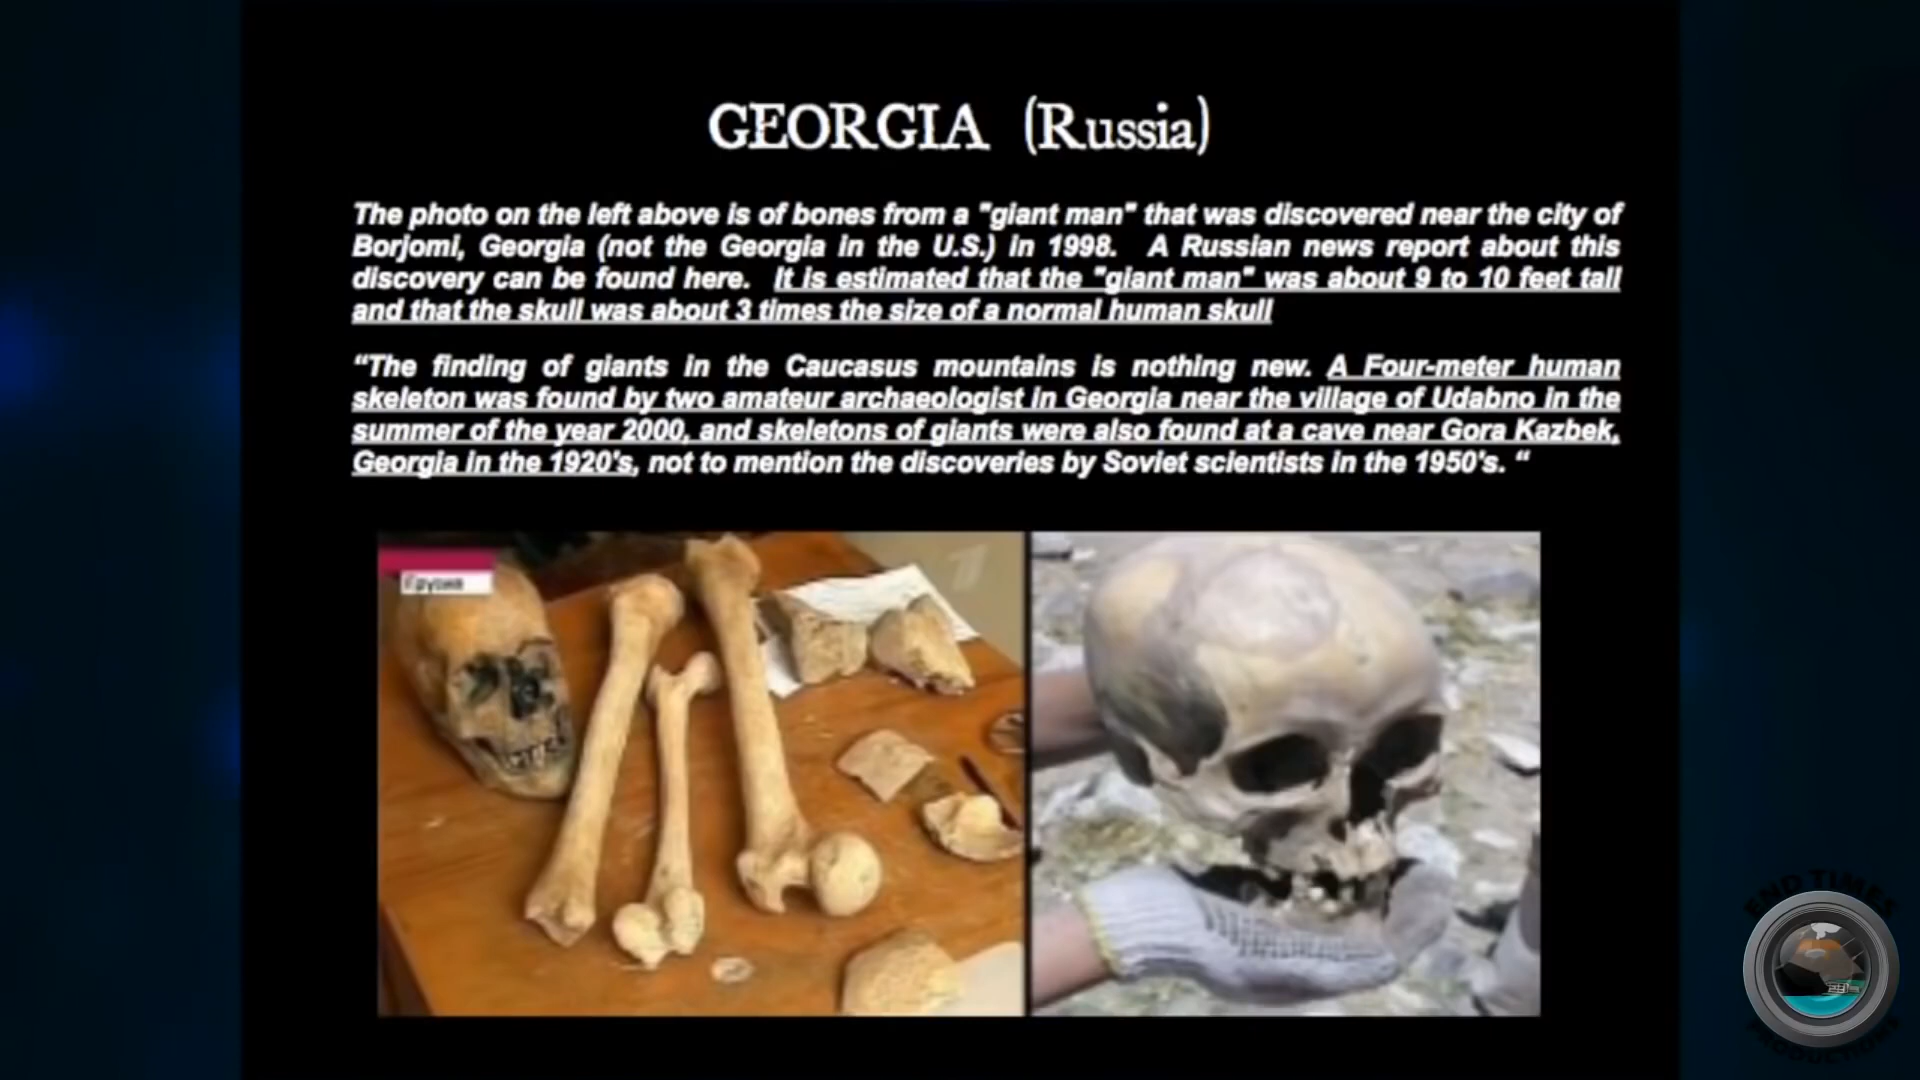 GEORGIA (Russia)
The photo on the left above is of bones from a "giant man" that was discovered near the city of
Borjomi, Georgia (not the Georgia in the U.S.) in 1998. A Russian news report about this
discovery can be found here. It is estimated that the "giant man" was about 9 to 10 feet tall
and that the skull was about 3 times the size of a normal human skull
“The finding of giants in the Caucasus mountains is nothing new. A Four-meter human
skeleton was found by two amateur archaeologist in Georgia near the village of Udabno in the
summer of the year 2000, and skeletons of giants were also found at a cave near Gora Kazbek,
Georgia in the 1920's, not to mention the discoveries by Soviet scientists in the 1950's. “
Грузия
1
END TIMES
PRODUCTIONS